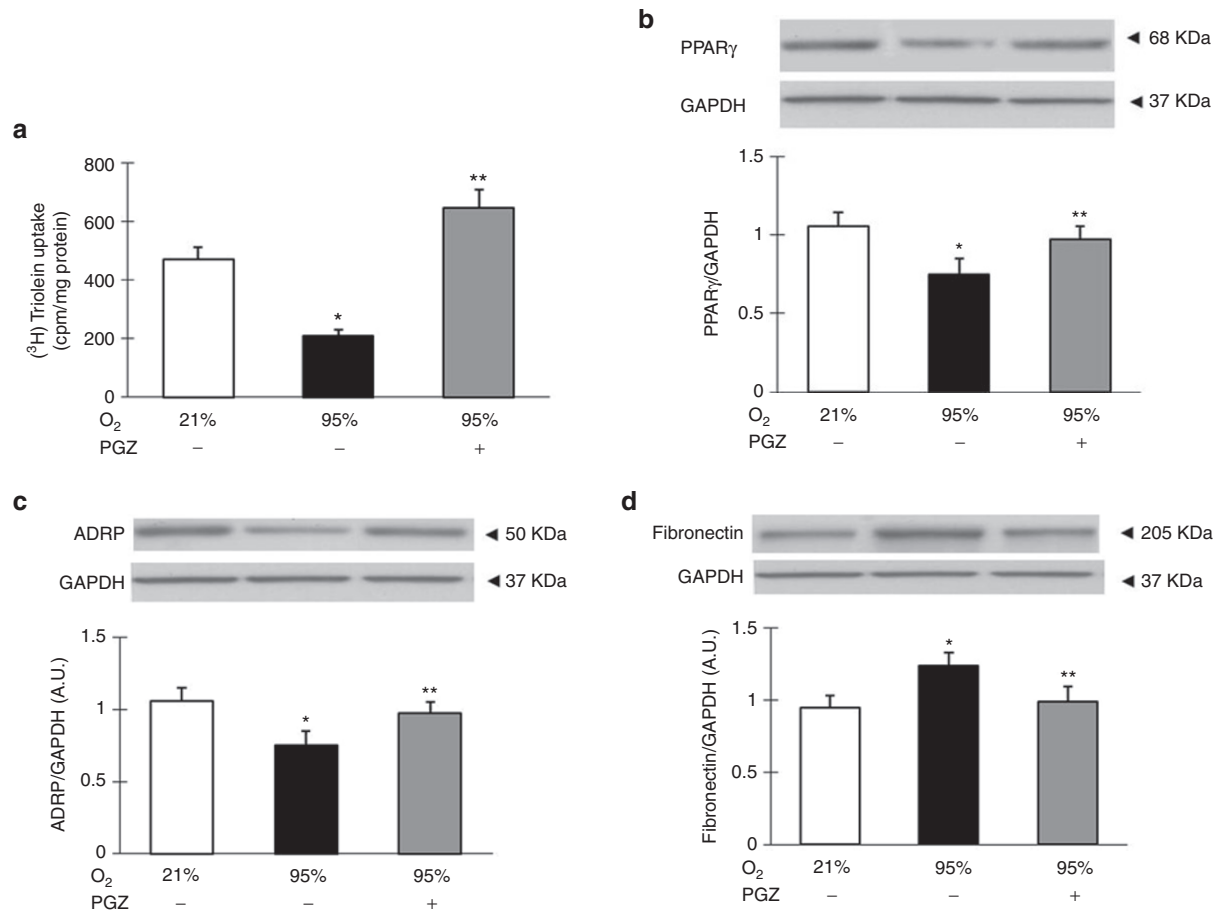 a
(³H) Triolein uptake
(cpm/mg protein)
800
600
400
200
0
*
**
O₂ 21% 95% 95%
PGZ – – +
b
PPARγ ◄ 68 KDa
GAPDH ◄ 37 KDa
PPARγ/GAPDH
1.5
1
0.5
0
*
**
O₂ 21% 95% 95%
PGZ – – +
c
ADRP ◄ 50 KDa
GAPDH ◄ 37 KDa
ADRP/GAPDH (A.U.)
1.5
1
0.5
0
*
**
O₂ 21% 95% 95%
PGZ – – +
d
Fibronectin ◄ 205 KDa
GAPDH ◄ 37 KDa
Fibronectin/GAPDH (A.U.)
1.5
1
0.5
0
*
**
O₂ 21% 95% 95%
PGZ – – +